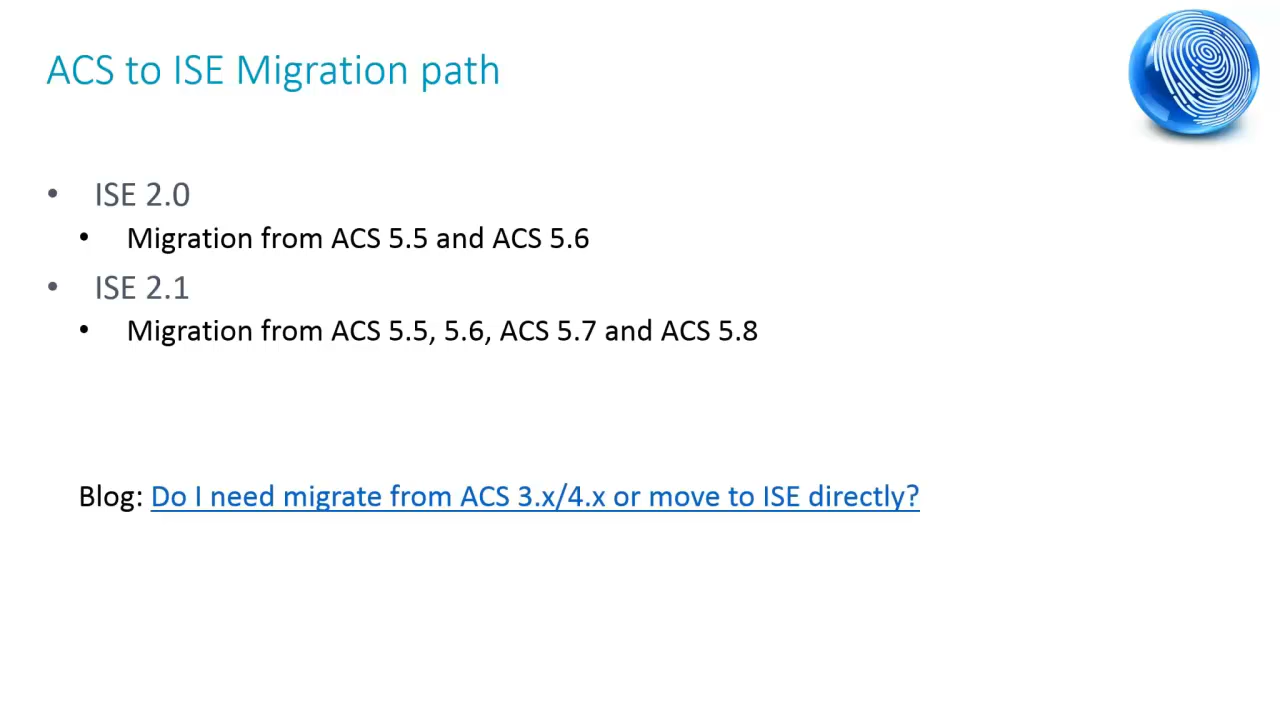 ACS to ISE Migration path
• ISE 2.0
• Migration from ACS 5.5 and ACS 5.6
• ISE 2.1
• Migration from ACS 5.5, 5.6, ACS 5.7 and ACS 5.8
Blog: Do I need migrate from ACS 3.x/4.x or move to ISE directly?